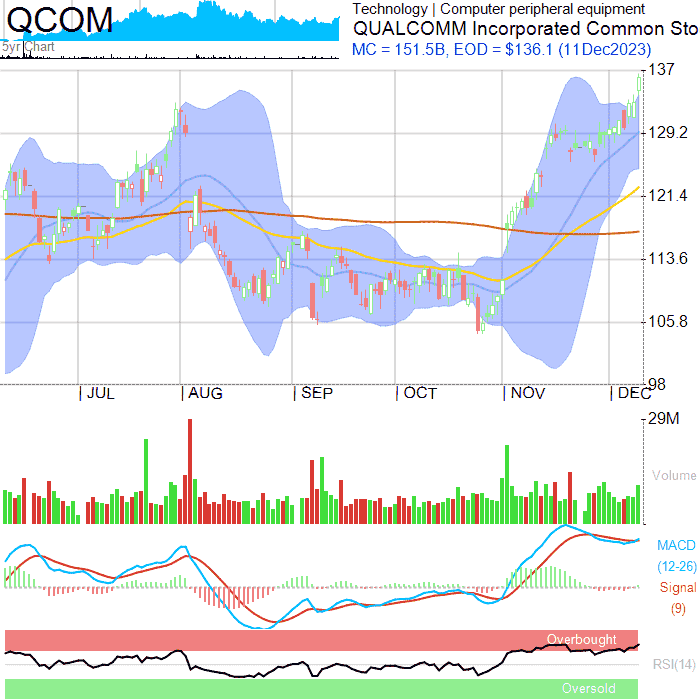 QCOM
5yr Chart
Technology | Computer peripheral equipment
QUALCOMM Incorporated Common Sto
MC = 151.5B, EOD = $136.1 (11Dec2023)
137
129.2
121.4
113.6
105.8
98
JUL AUG SEP OCT NOV DEC
29M
Volume
MACD
(12-26)
Signal
(9)
Overbought
RSI(14)
Oversold